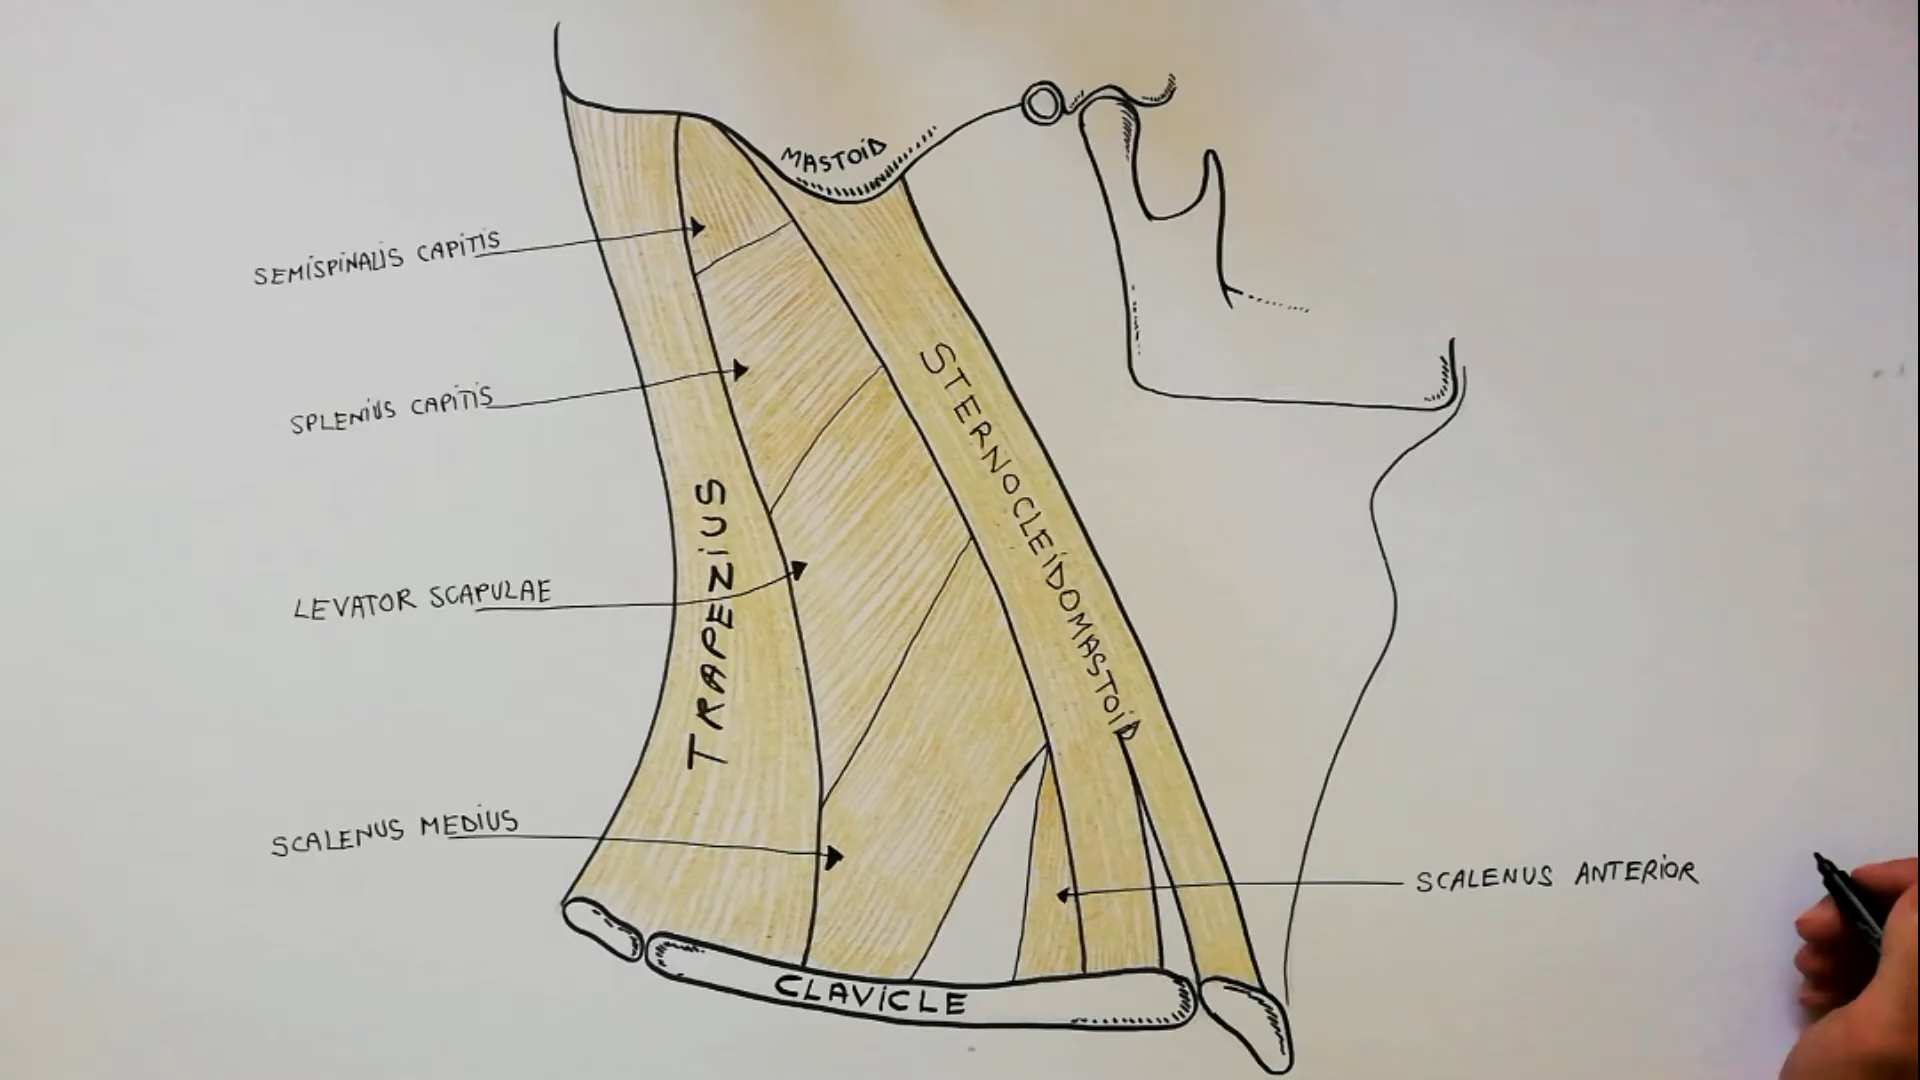 MASTOID
SEMISPINALIS CAPITIS
SPLENIUS CAPITIS
STERNOCLEIDOMASTOID
TRAPEZIUS
LEVATOR SCAPULAE
SCALENUS MEDIUS
SCALENUS ANTERIOR
CLAVICLE